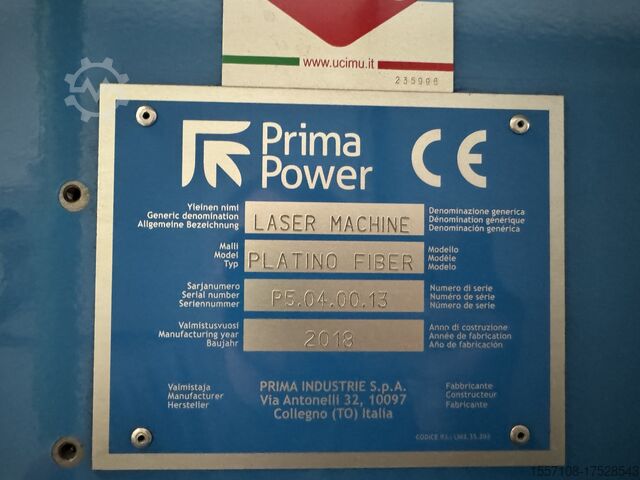 www.ucimu.it
235996
Prima
Power
CE
Yleinen nimi
Generic denomination
Allgemeine Bezeichnung
LASER MACHINE
Denominazione generica
Dénomination générique
Denominación genérica
Malli
Model
Typ
PLATINO FIBER
Modello
Modèle
Modelo
Sarjanumero
Serial number
Seriennummer
P5.04.00.13
Numero di serie
Numéro de série
Número de serie
Valmistusvuosi
Manufacturing year
Baujahr
2018
Anno di costruzione
Année de fabrication
Año de fabricación
Valmistaja
Manufacturer
Hersteller
PRIMA INDUSTRIE S.p.A.
Via Antonelli 32, 10097
Collegno (TO) Italia
Fabbricante
Constructeur
Fabricante
1557108-17528543